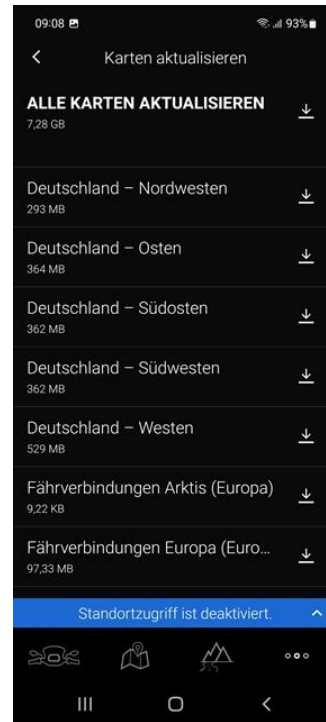 09:08 93%
Karten aktualisieren
ALLE KARTEN AKTUALISIEREN
7,28 GB
Deutschland – Nordwesten
293 MB
Deutschland – Osten
364 MB
Deutschland – Südosten
362 MB
Deutschland – Südwesten
362 MB
Deutschland – Westen
529 MB
Fährverbindungen Arktis (Europa)
9,22 KB
Fährverbindungen Europa (Euro...
97,33 MB
Standortzugriff ist deaktiviert.